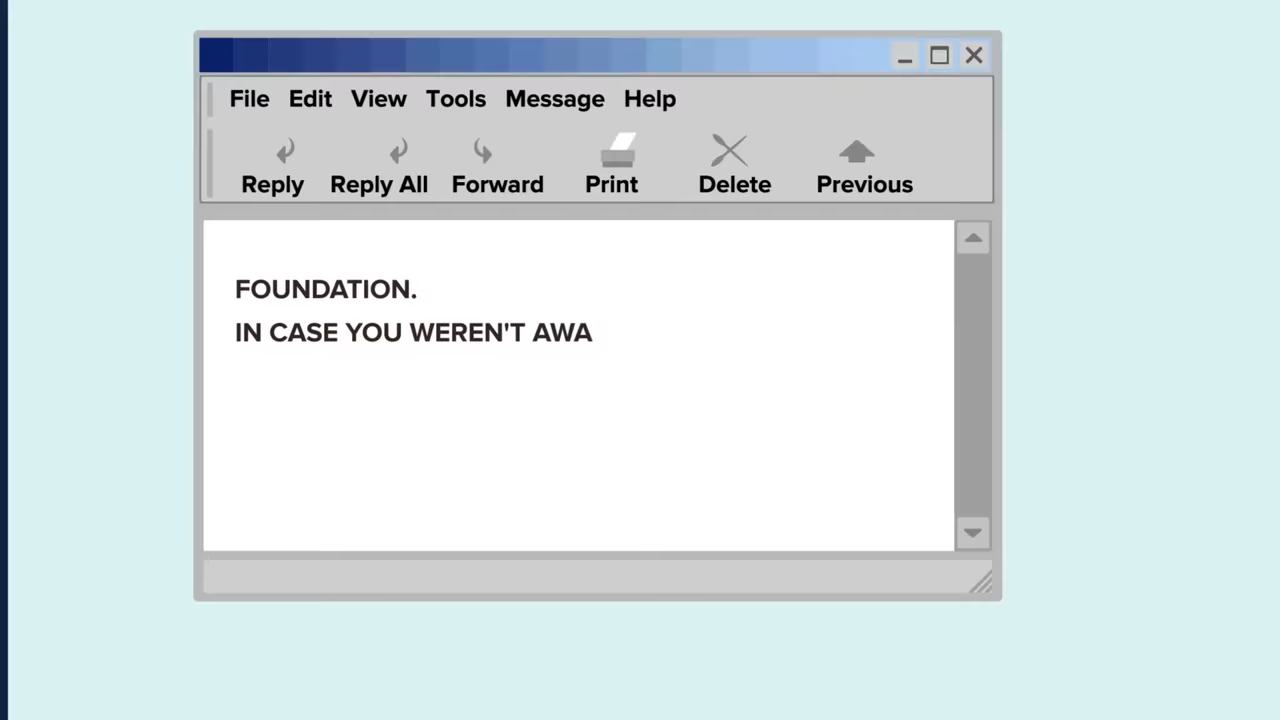 File Edit View Tools Message Help
Reply Reply All Forward Print Delete Previous
FOUNDATION.
IN CASE YOU WEREN'T AWA